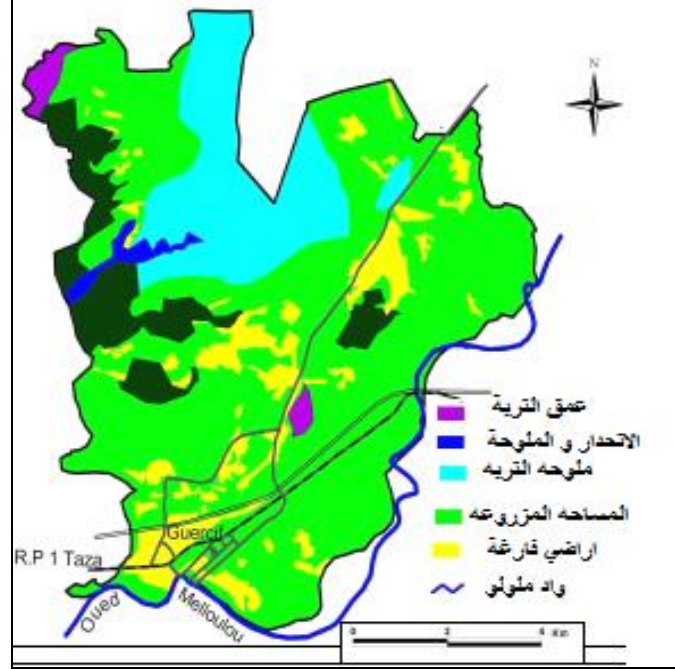 N
عمق التربة
الانحدار و الملوحة
ملوحه التربه
المساحه المزروعه
اراضي فارغة
واد ملولو
Guercif
R.P 1 Taza
Oued
Melloulou
0 2 4 Km